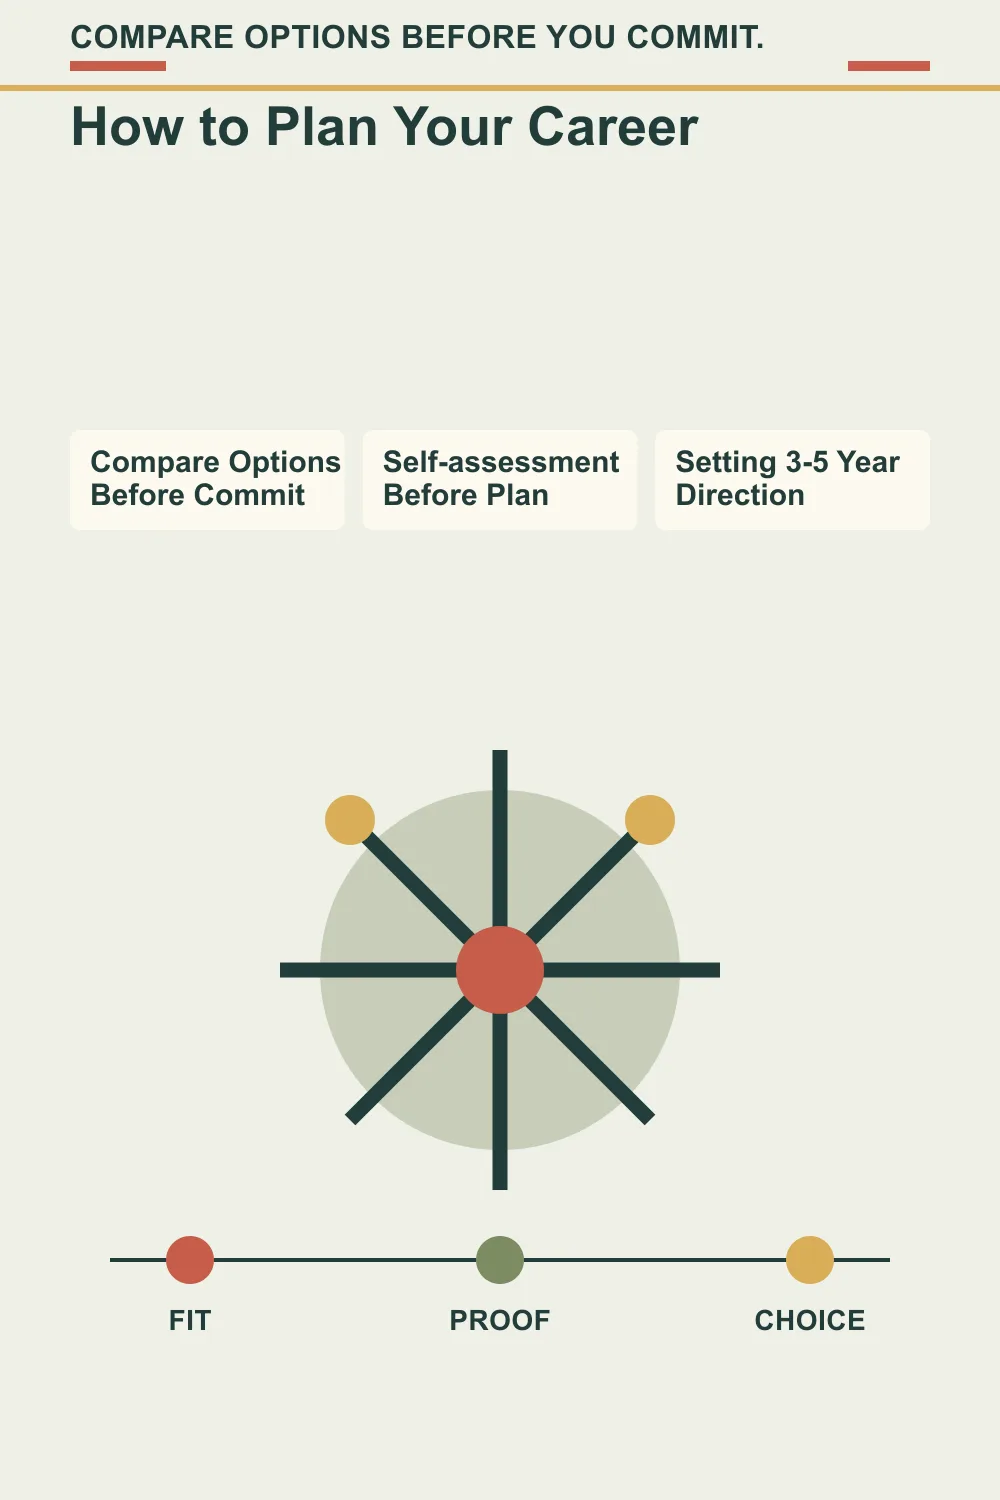 COMPARE OPTIONS BEFORE YOU COMMIT.
How to Plan Your Career
Compare Options
Before Commit
Self-assessment
Before Plan
Setting 3-5 Year
Direction
FIT
PROOF
CHOICE